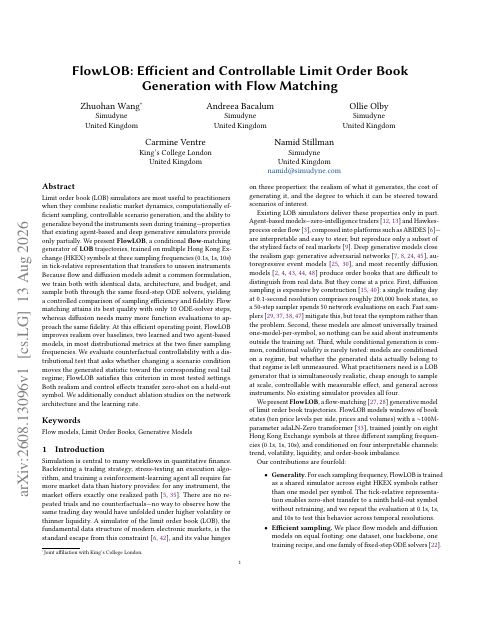 FlowLOB: Efficient and Controllable Limit Order Book
Generation with Flow Matching
Zhuohan Wang*
Simudyne
United Kingdom
Andreea Bacalum
Simudyne
United Kingdom
Ollie Olby
Simudyne
United Kingdom
Carmine Ventre
King's College London
United Kingdom
Namid Stillman
Simudyne
United Kingdom
namid@simudyne.com
arXiv:2608.13096v1 [cs.LG] 13 Aug 2026
Abstract
Limit order book (LOB) simulators are most useful to practitioners
when they combine realistic market dynamics, computationally ef-
ficient sampling, controllable scenario generation, and the ability to
generalize beyond the instruments seen during training—properties
that existing agent-based and deep generative simulators provide
only partially. We present FlowLOB, a conditional flow-matching
generator of LOB trajectories, trained on multiple Hong Kong Ex-
change (HKEX) symbols at three sampling frequencies (0.1s, 1s, 10s)
in tick-relative representation that transfers to unseen instruments
Because flow and diffusion models admit a common formulation,
we train both with identical data, architecture, and budget, and
sample both through the same fixed-step ODE solvers, yielding
a controlled comparison of sampling efficiency and fidelity. Flow
matching attains its best quality with only 10 ODE-solver steps,
whereas diffusion needs many more function evaluations to ap-
proach the same fidelity. At this efficient operating point, FlowLOB
improves realism over baselines, two learned and two agent-based
models, in most distributional metrics at the two finer sampling
frequencies. We evaluate counterfactual controllability with a dis-
tributional test that asks whether changing a scenario condition
moves the generated statistic toward the corresponding real tail
regime; FlowLOB satisfies this criterion in most tested settings
Both realism and control effects transfer zero-shot on a held-out
symbol. We additionally conduct ablation studies on the network
architecture and the learning rate.
Keywords
Flow models, Limit Order Books, Generative Models
1 Introduction
Simulation is central to many workflows in quantitative finance.
Backtesting a trading strategy, stress-testing an execution algo-
rithm, and training a reinforcement-learning agent all require far
more market data than history provides: for any instrument, the
market offers exactly one realized path [5, 35]. There are no re-
peated trials and no counterfactuals—no way to observe how the
same trading day would have unfolded under higher volatility or
thinner liquidity. A simulator of the limit order book (LOB), the
fundamental data structure of modern electronic markets, is the
standard escape from this constraint [6, 42], and its value hinges
*Joint affiliation with King's College London.
on three properties: the realism of what it generates, the cost of
generating it, and the degree to which it can be steered toward
scenarios of interest.
Existing LOB simulators deliver these properties only in part.
Agent-based models—zero-intelligence traders [12, 13] and Hawkes-
process order flow [3], composed into platforms such as ABIDES [6]—
are interpretable and easy to steer, but reproduce only a subset of
the stylized facts of real markets [9]. Deep generative models close
the realism gap: generative adversarial networks [7, 8, 24, 45], au-
toregressive event models [25, 30], and most recently diffusion
models [2, 4, 43, 44, 48] produce order books that are difficult to
distinguish from real data. But they come at a price. First, diffusion
sampling is expensive by construction [15, 40]: a single trading day
at 0.1-second resolution comprises roughly 200,000 book states, so
a 50-step sampler spends 50 network evaluations on each. Fast sam-
plers [29, 37, 38, 47] mitigate this, but treat the symptom rather than
the problem. Second, these models are almost universally trained
one-model-per-symbol, so nothing can be said about instruments
outside the training set. Third, while conditional generation is com-
mon, conditional validity is rarely tested: models are conditioned
on a regime, but whether the generated data actually belong to
that regime is left unmeasured. What practitioners need is a LOB
generator that is simultaneously realistic, cheap enough to sample
at scale, controllable with measurable effect, and general across
instruments. No existing simulator provides all four.
We present FlowLOB, a flow-matching [27, 28] generative model
of limit order book trajectories. FlowLOB models windows of book
states (ten price levels per side, prices and volumes) with a ~100M-
parameter adaLN-Zero transformer [33], trained jointly on eight
Hong Kong Exchange symbols at three different sampling frequen-
cies (0.1s, 1s, 10s), and conditioned on four interpretable channels:
trend, volatility, liquidity, and order-book imbalance.
Our contributions are fourfold:
• Generality. For each sampling frequency, FlowLOB is trained
as a shared simulator across eight HKEX symbols rather
than one model per symbol. The tick-relative representa-
tion enables zero-shot transfer to a ninth held-out symbol
without retraining, and we repeat the evaluation at 0.1s, 1s,
and 10s to test this behavior across temporal resolutions.
• Efficient sampling. We place flow models and diffusion
models on equal footing: one dataset, one backbone, one
training recipe, and one family of fixed-step ODE solvers [22].
1